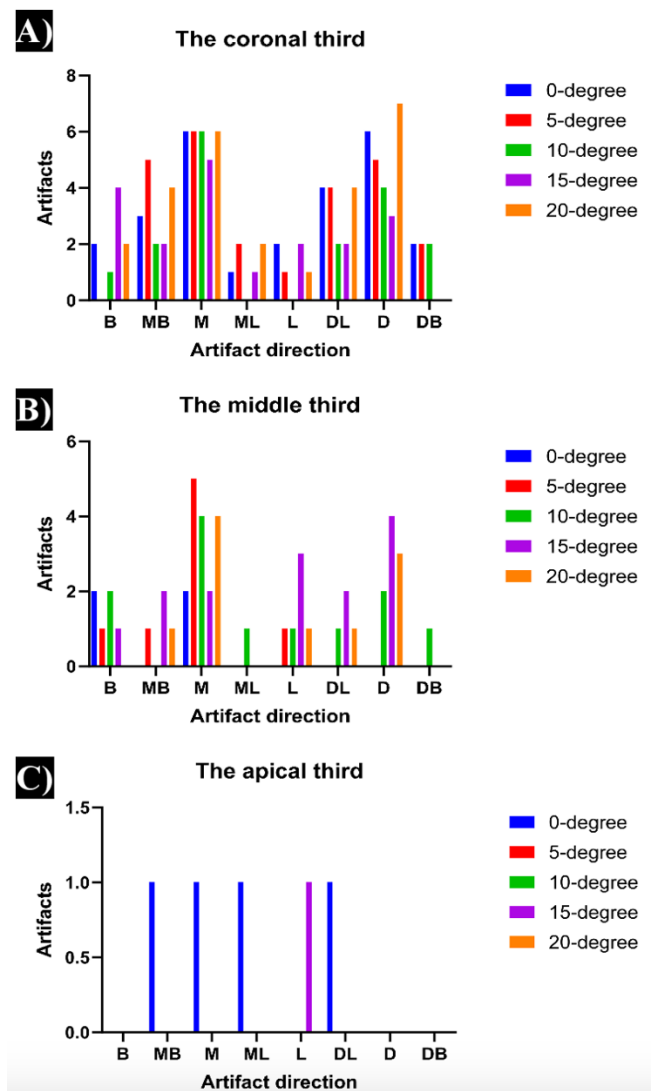 A)
The coronal third
8
6
4
2
0
Artifacts
B MB M ML L DL D DB
Artifact direction
0-degree
5-degree
10-degree
15-degree
20-degree
B)
The middle third
6
4
2
0
Artifacts
B MB M ML L DL D DB
Artifact direction
0-degree
5-degree
10-degree
15-degree
20-degree
C)
The apical third
1.5
1.0
0.5
0.0
Artifacts
B MB M ML L DL D DB
Artifact direction
0-degree
5-degree
10-degree
15-degree
20-degree